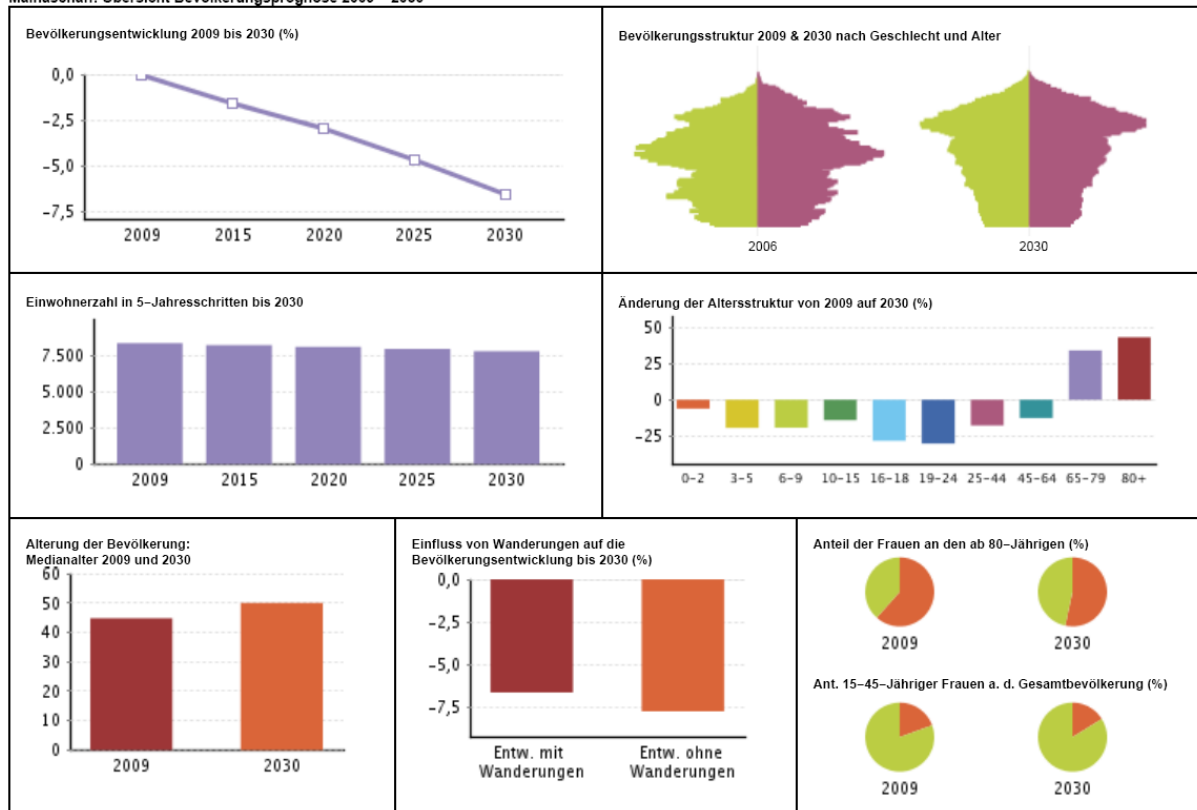 Mainaschaff: Übersicht Bevölkerungsprognose 2009 – 2030
Bevölkerungsentwicklung 2009 bis 2030 (%)
0,0
−2,5
−5,0
−7,5
2009 2015 2020 2025 2030
Bevölkerungsstruktur 2009 & 2030 nach Geschlecht und Alter
2006 2030
Einwohnerzahl in 5−Jahresschritten bis 2030
7.500
5.000
2.500
0
2009 2015 2020 2025 2030
Änderung der Altersstruktur von 2009 auf 2030 (%)
50
25
0
−25
0−2 3−5 6−9 10−15 16−18 19−24 25−44 45−64 65−79 80+
Alterung der Bevölkerung:
Medianalter 2009 und 2030
60
50
40
30
20
10
0
2009 2030
Einfluss von Wanderungen auf die
Bevölkerungsentwicklung bis 2030 (%)
0,0
−2,5
−5,0
−7,5
Entw. mit Entw. ohne
Wanderungen Wanderungen
Anteil der Frauen an den ab 80−Jährigen (%)
2009 2030
Ant. 15−45−Jähriger Frauen a. d. Gesamtbevölkerung (%)
2009 2030